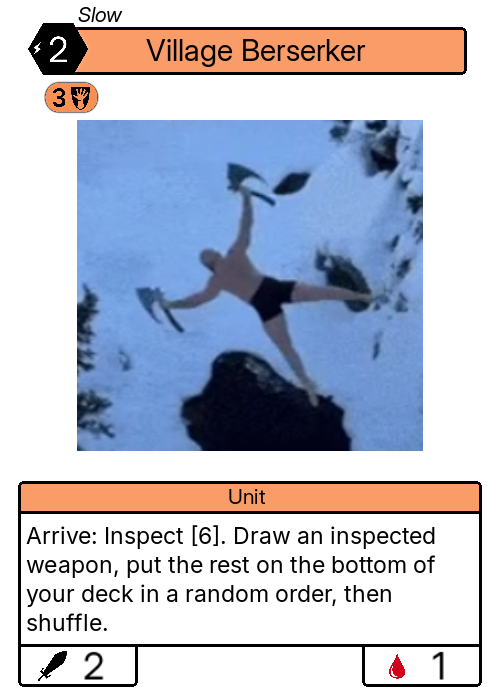 Slow
2
Village Berserker
3
Unit
Arrive: Inspect [6]. Draw an inspected
weapon, put the rest on the bottom of
your deck in a random order, then
shuffle.
2
1